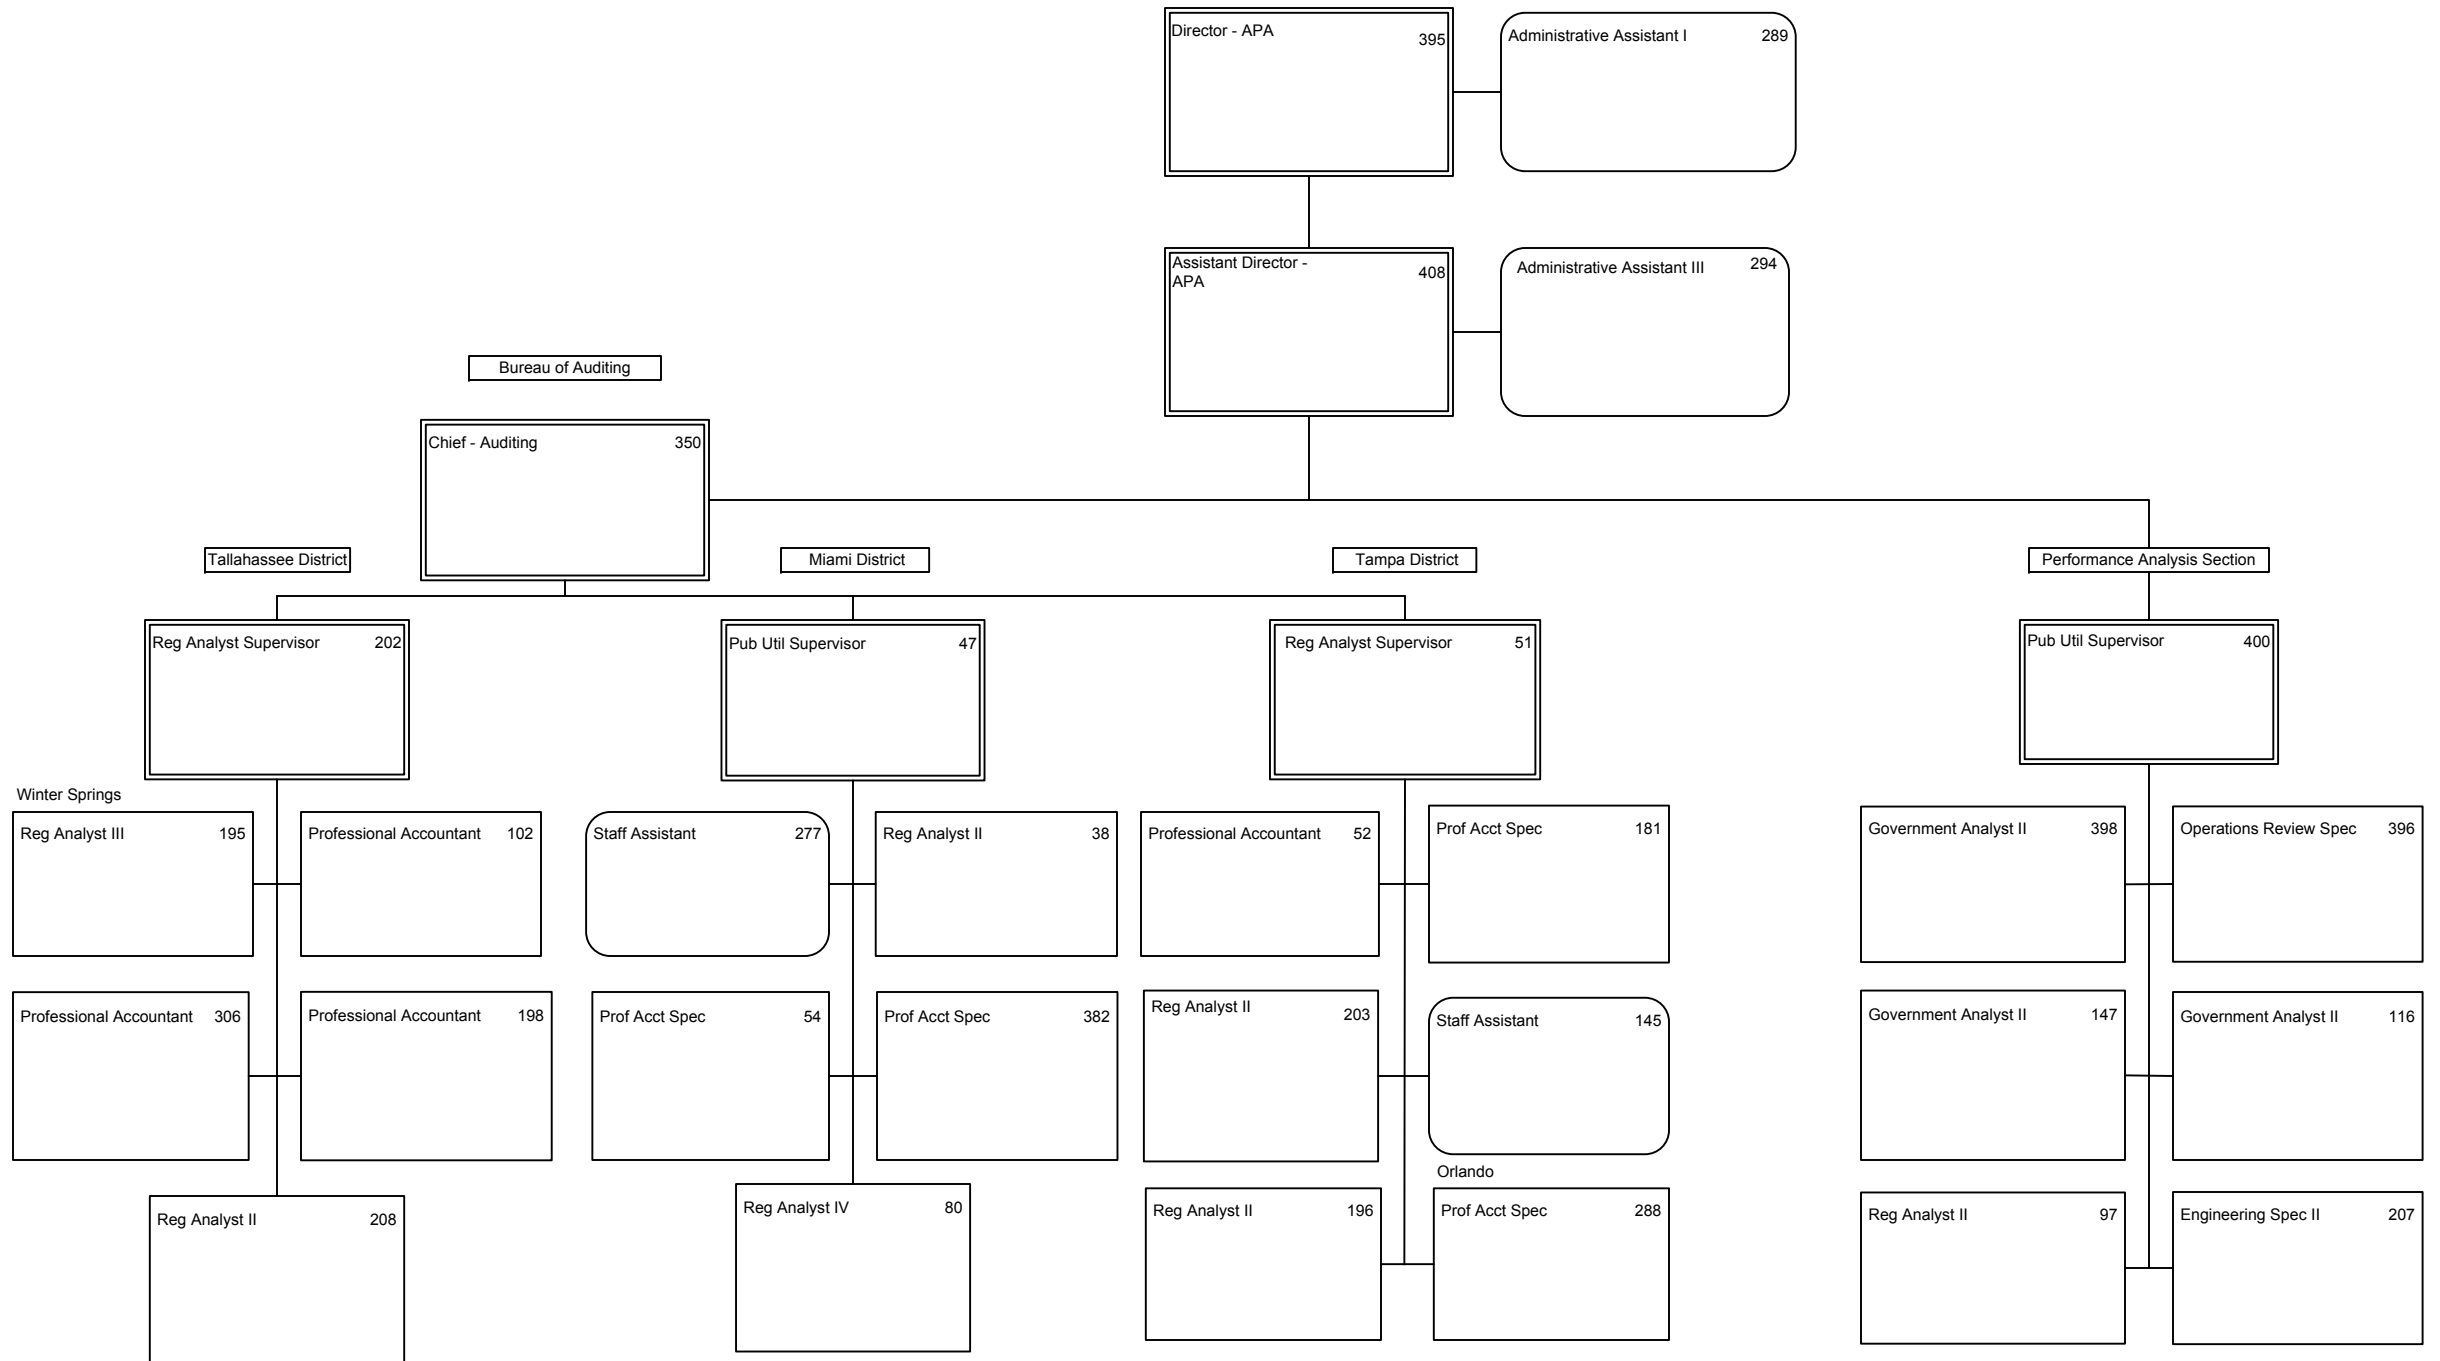 Director - APA 395
Administrative Assistant I 289
Assistant Director -
APA 408
Administrative Assistant III 294
Bureau of Auditing
Chief - Auditing 350
Tallahassee District
Miami District
Tampa District
Performance Analysis Section
Reg Analyst Supervisor 202
Pub Util Supervisor 47
Reg Analyst Supervisor 51
Pub Util Supervisor 400
Winter Springs
Reg Analyst III 195
Professional Accountant 102
Staff Assistant 277
Reg Analyst II 38
Professional Accountant 52
Prof Acct Spec 181
Government Analyst II 398
Operations Review Spec 396
Professional Accountant 306
Professional Accountant 198
Prof Acct Spec 54
Prof Acct Spec 382
Reg Analyst II 203
Staff Assistant 145
Government Analyst II 147
Government Analyst II 116
Orlando
Reg Analyst II 208
Reg Analyst IV 80
Reg Analyst II 196
Prof Acct Spec 288
Reg Analyst II 97
Engineering Spec II 207